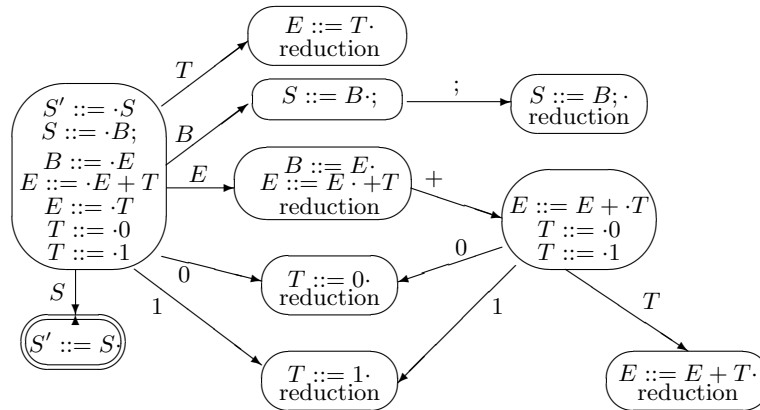 E ::= T·
reduction
T
S′ ::= ·S
S ::= ·B;
B ::= ·E
E ::= ·E + T
E ::= ·T
T ::= ·0
T ::= ·1
B
S ::= B·;
;
S ::= B; ·
reduction
E
B ::= E·
E ::= E · +T
reduction
+
E ::= E + ·T
T ::= ·0
T ::= ·1
S
0
T ::= 0·
reduction
0
1
1
T
S′ ::= S·
T ::= 1·
reduction
E ::= E + T·
reduction